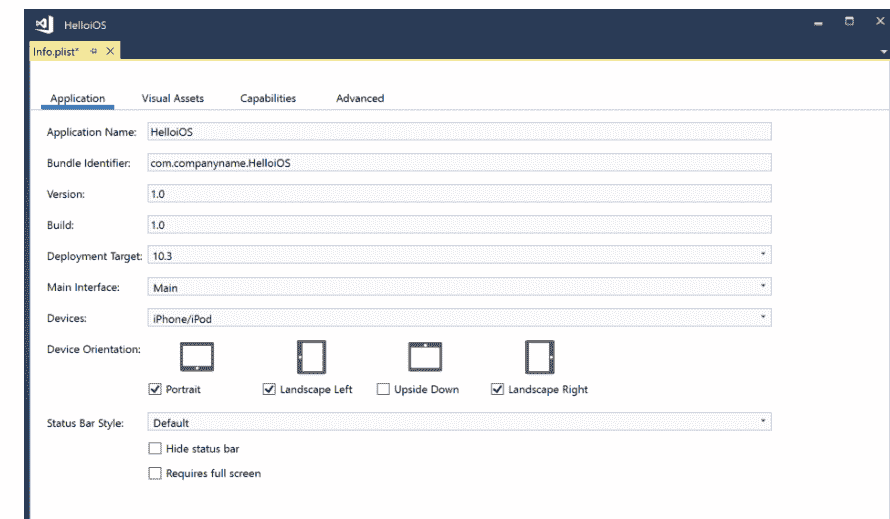 HelloiOS
Info.plist*
Application Visual Assets Capabilities Advanced
Application Name: HelloiOS
Bundle Identifier: com.companyname.HelloiOS
Version: 1.0
Build: 1.0
Deployment Target: 10.3
Main Interface: Main
Devices: iPhone/iPod
Device Orientation:
Portrait Landscape Left Upside Down Landscape Right
Status Bar Style: Default
Hide status bar
Requires full screen